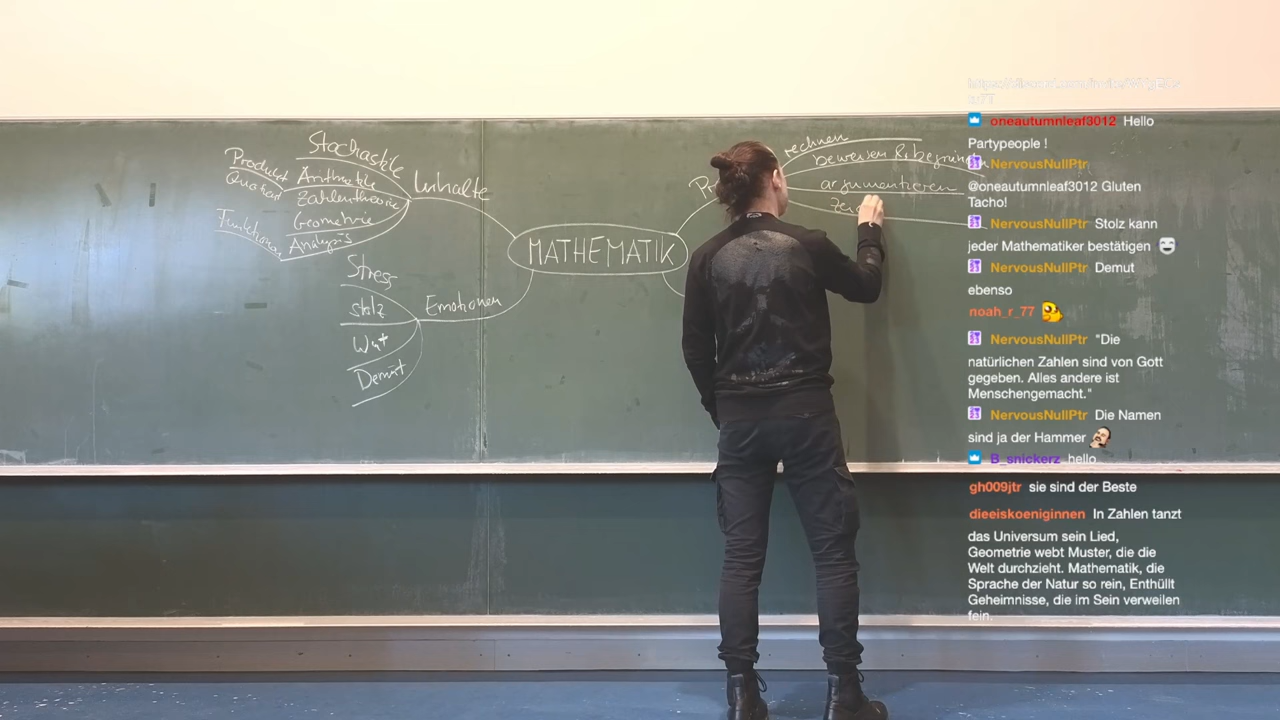 Stochastik
Produkt
Quotient
Arithmetik
Zahlentheorie
Inhalte
Funktionen
Geometrie
Analysis
Stress
Stolz
Wut
Demut
Emotionen
MATHEMATIK
rechnen
beweisen &
argumentieren
oneautumnleaf3012 Hello
Partypeople !
NervousNullPtr
@oneautumnleaf3012 Gluten
Tacho!
NervousNullPtr Stolz kann
jeder Mathematiker bestätigen
NervousNullPtr Demut
ebenso
noah_r_77
NervousNullPtr "Die
natürlichen Zahlen sind von Gott
gegeben. Alles andere ist
Menschengemacht."
NervousNullPtr Die Namen
sind ja der Hammer
B_snickerz hello
gh009jtr sie sind der Beste
dieeiskoeniginnen In Zahlen tanzt
das Universum sein Lied,
Geometrie webt Muster, die die
Welt durchzieht. Mathematik, die
Sprache der Natur so rein, Enthüllt
Geheimnisse, die im Sein verweilen
fein.